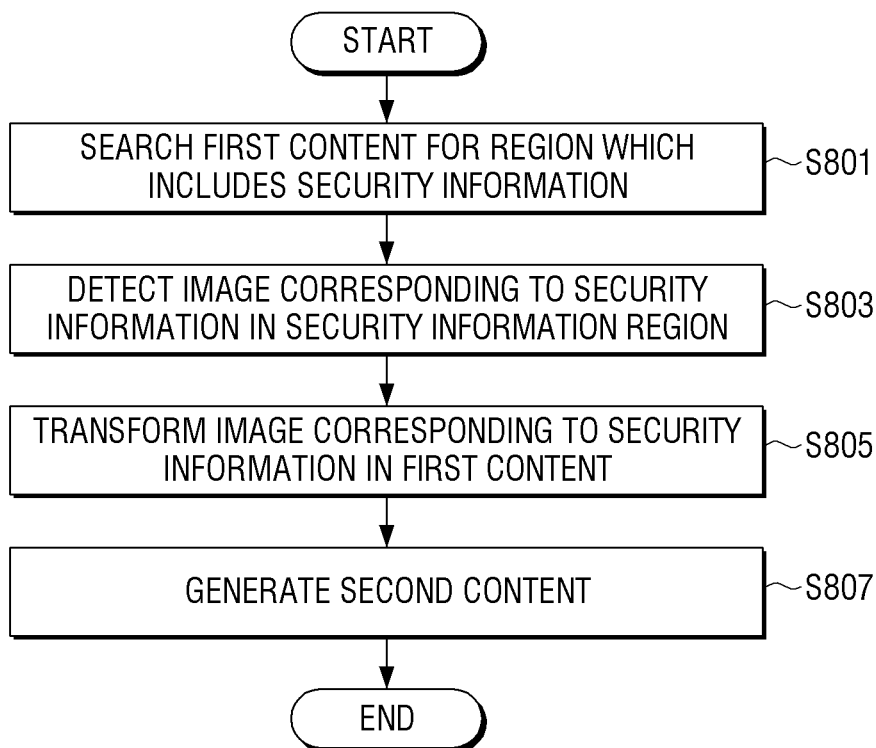 START
SEARCH FIRST CONTENT FOR REGION WHICH
INCLUDES SECURITY INFORMATION
S801
DETECT IMAGE CORRESPONDING TO SECURITY
INFORMATION IN SECURITY INFORMATION REGION
S803
TRANSFORM IMAGE CORRESPONDING TO SECURITY
INFORMATION IN FIRST CONTENT
S805
GENERATE SECOND CONTENT
S807
END